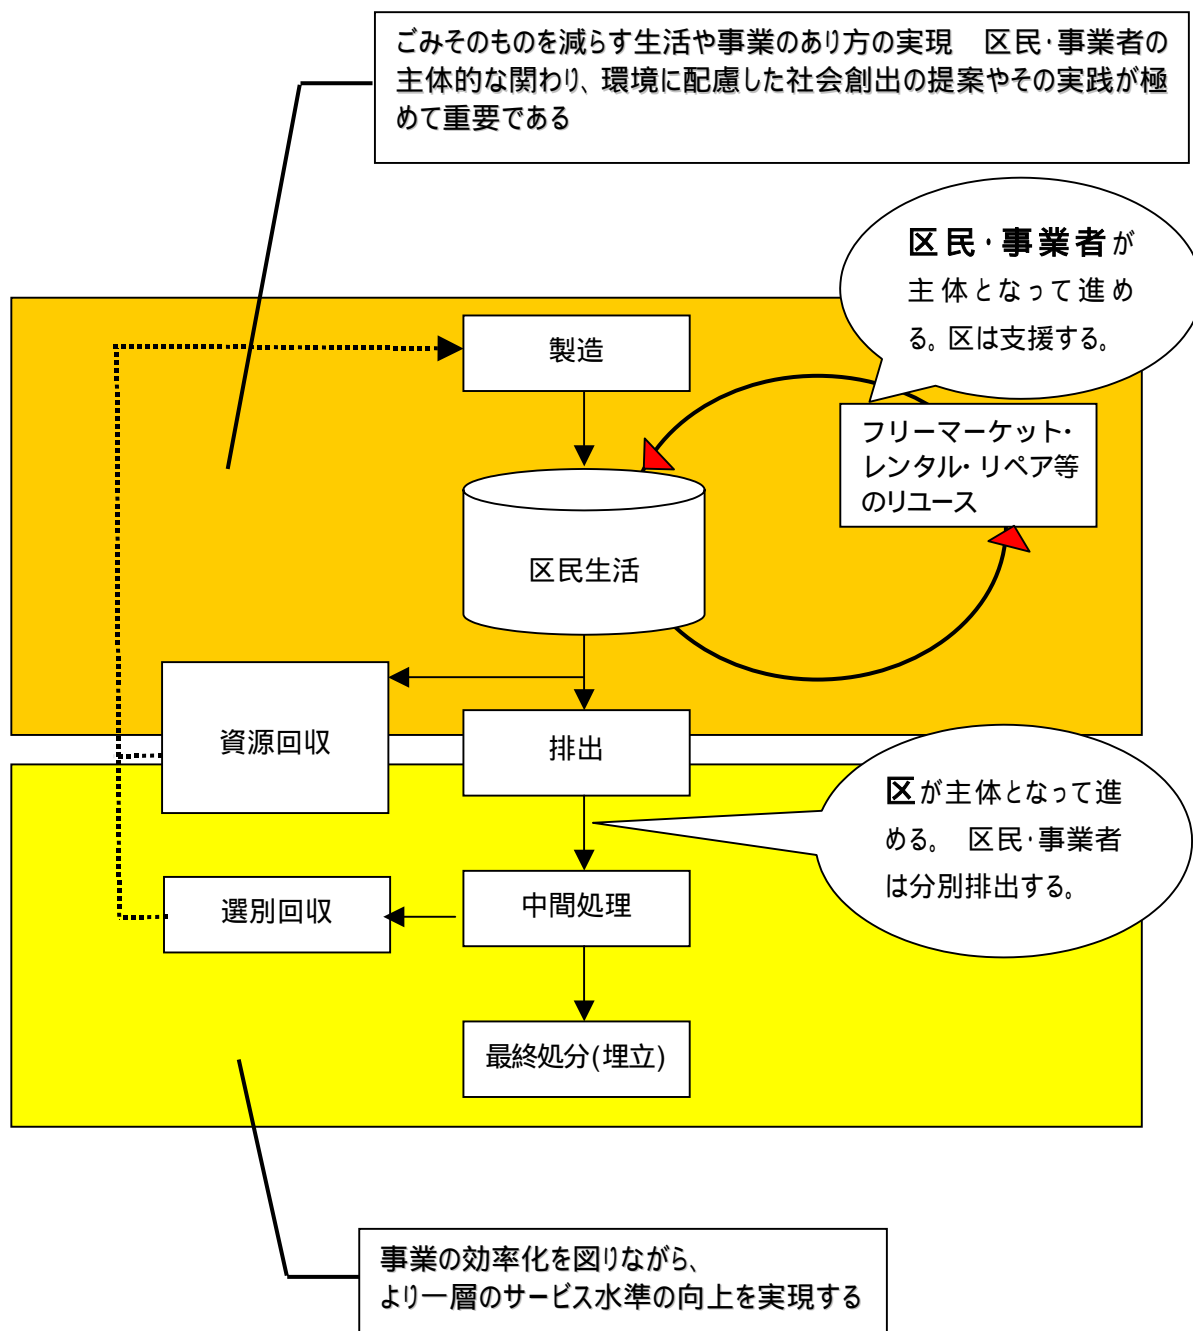 ごみそのものを減らす生活や事業のあり方の実現　区民・事業者の
主体的な関わり、環境に配慮した社会創出の提案やその実践が極
めて重要である
区民・事業者が
主体となって進め
る。区は支援する。
製造
フリーマーケット・
レンタル・リペア等
のリユース
区民生活
資源回収
排出
区が主体となって進
める。　区民・事業者
は分別排出する。
選別回収
中間処理
最終処分(埋立)
事業の効率化を図りながら、
より一層のサービス水準の向上を実現する